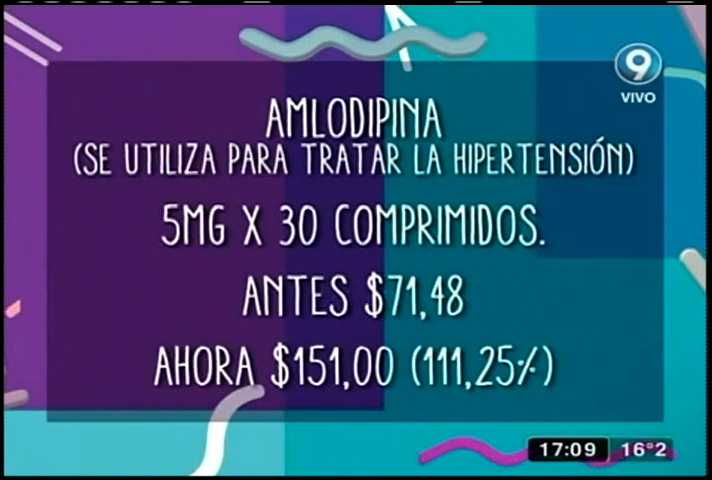 9
VIVO
AMLODIPINA
(SE UTILIZA PARA TRATAR LA HIPERTENSIÓN)
5MG X 30 COMPRIMIDOS.
ANTES $71,48
AHORA $151,00 (111,25%)
17:09 16°2